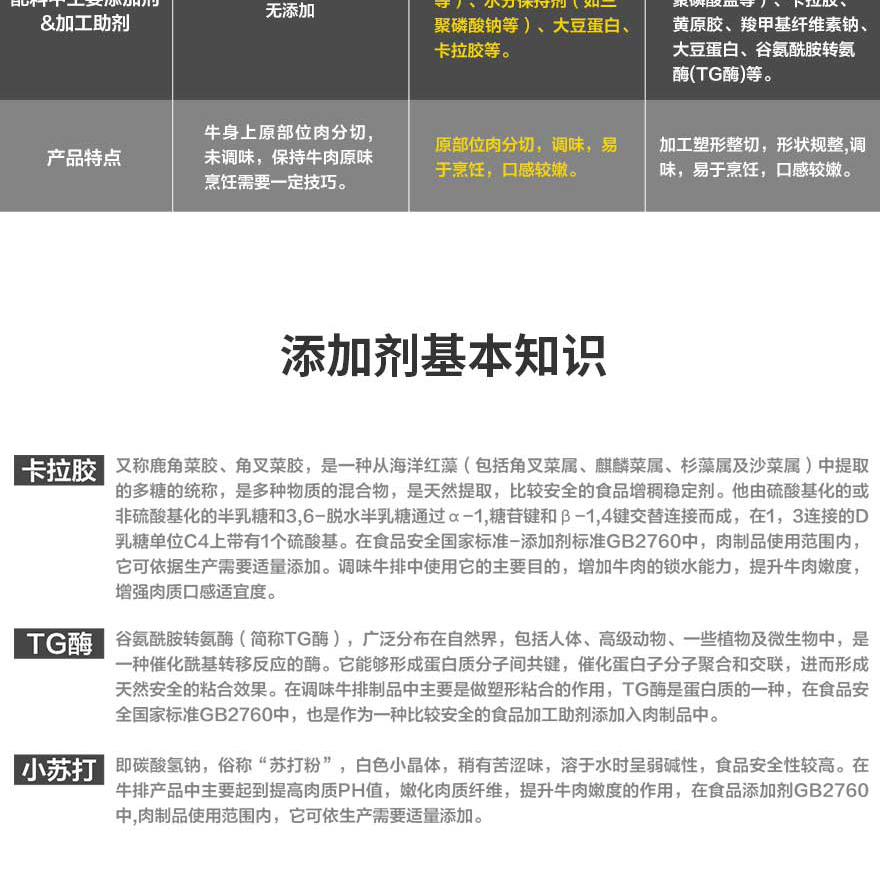 配料中主要添加剂
&加工助剂
无添加
等）、水分保持剂（如三
聚磷酸钠等）、大豆蛋白、
卡拉胶等。
聚磷酸盐等）、卡拉胶、
黄原胶、羧甲基纤维素钠、
大豆蛋白、谷氨酰胺转氨
酶(TG酶)等。
产品特点
牛身上原部位肉分切,
未调味，保持牛肉原味
烹饪需要一定技巧。
原部位肉分切，调味，易
于烹饪，口感较嫩。
加工塑形整切，形状规整,调
味，易于烹饪，口感较嫩。
添加剂基本知识
卡拉胶
又称鹿角菜胶、角叉菜胶，是一种从海洋红藻（包括角叉菜属、麒麟菜属、杉藻属及沙菜属）中提取
的多糖的统称，是多种物质的混合物，是天然提取，比较安全的食品增稠稳定剂。他由硫酸基化的或
非硫酸基化的半乳糖和3,6-脱水半乳糖通过α-1,糖苷键和β-1,4键交替连接而成，在1，3连接的D
乳糖单位C4上带有1个硫酸基。在食品安全国家标准-添加剂标准GB2760中，肉制品使用范围内，
它可依据生产需要适量添加。调味牛排中使用它的主要目的，增加牛肉的锁水能力，提升牛肉嫩度，
增强肉质口感适宜度。
TG酶
谷氨酰胺转氨酶（简称TG酶），广泛分布在自然界，包括人体、高级动物、一些植物及微生物中，是
一种催化酰基转移反应的酶。它能够形成蛋白质分子间共键，催化蛋白子分子聚合和交联，进而形成
天然安全的粘合效果。在调味牛排制品中主要是做塑形粘合的作用，TG酶是蛋白质的一种，在食品安
全国家标准GB2760中，也是作为一种比较安全的食品加工助剂添加入肉制品中。
小苏打
即碳酸氢钠，俗称“苏打粉”，白色小晶体，稍有苦涩味，溶于水时呈弱碱性，食品安全性较高。在
牛排产品中主要起到提高肉质PH值，嫩化肉质纤维，提升牛肉嫩度的作用，在食品添加剂GB2760
中,肉制品使用范围内，它可依生产需要适量添加。